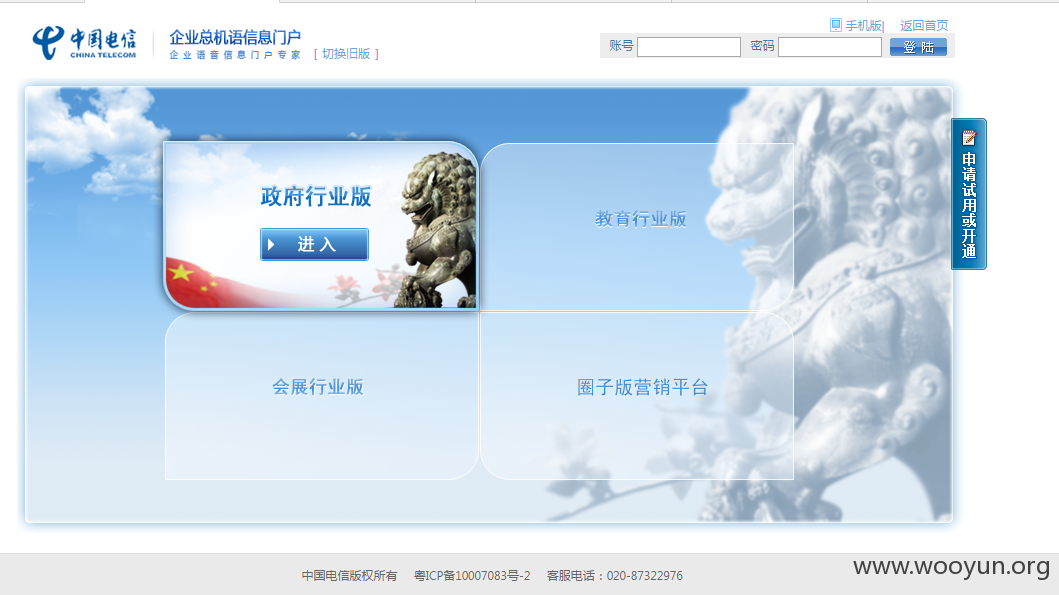 手机版| 返回首页
中国电信
CHINA TELECOM
企业总机语信息门户
企业语音信息门户专家
[ 切换旧版 ]
账号 密码 登 陆
政府行业版
进 入
教育行业版
会展行业版
圈子版营销平台
申请试用或开通
中国电信版权所有 粤ICP备10007083号-2 客服电话：020-87322976
www.wooyun.org